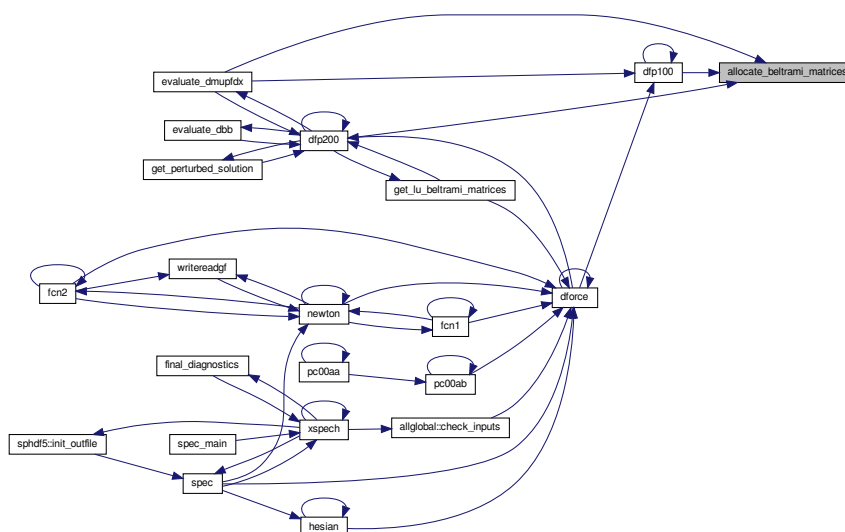 allocate_beltrami_matrices
dfp100
evaluate_dmupfdx
evaluate_dbb
dfp200
get_perturbed_solution
get_lu_beltrami_matrices
writereadgf
fcn2
dforce
newton
fcn1
final_diagnostics
pc00aa
pc00ab
xspech
allglobal::check_inputs
sphdf5::init_outfile
spec_main
spec
hesian